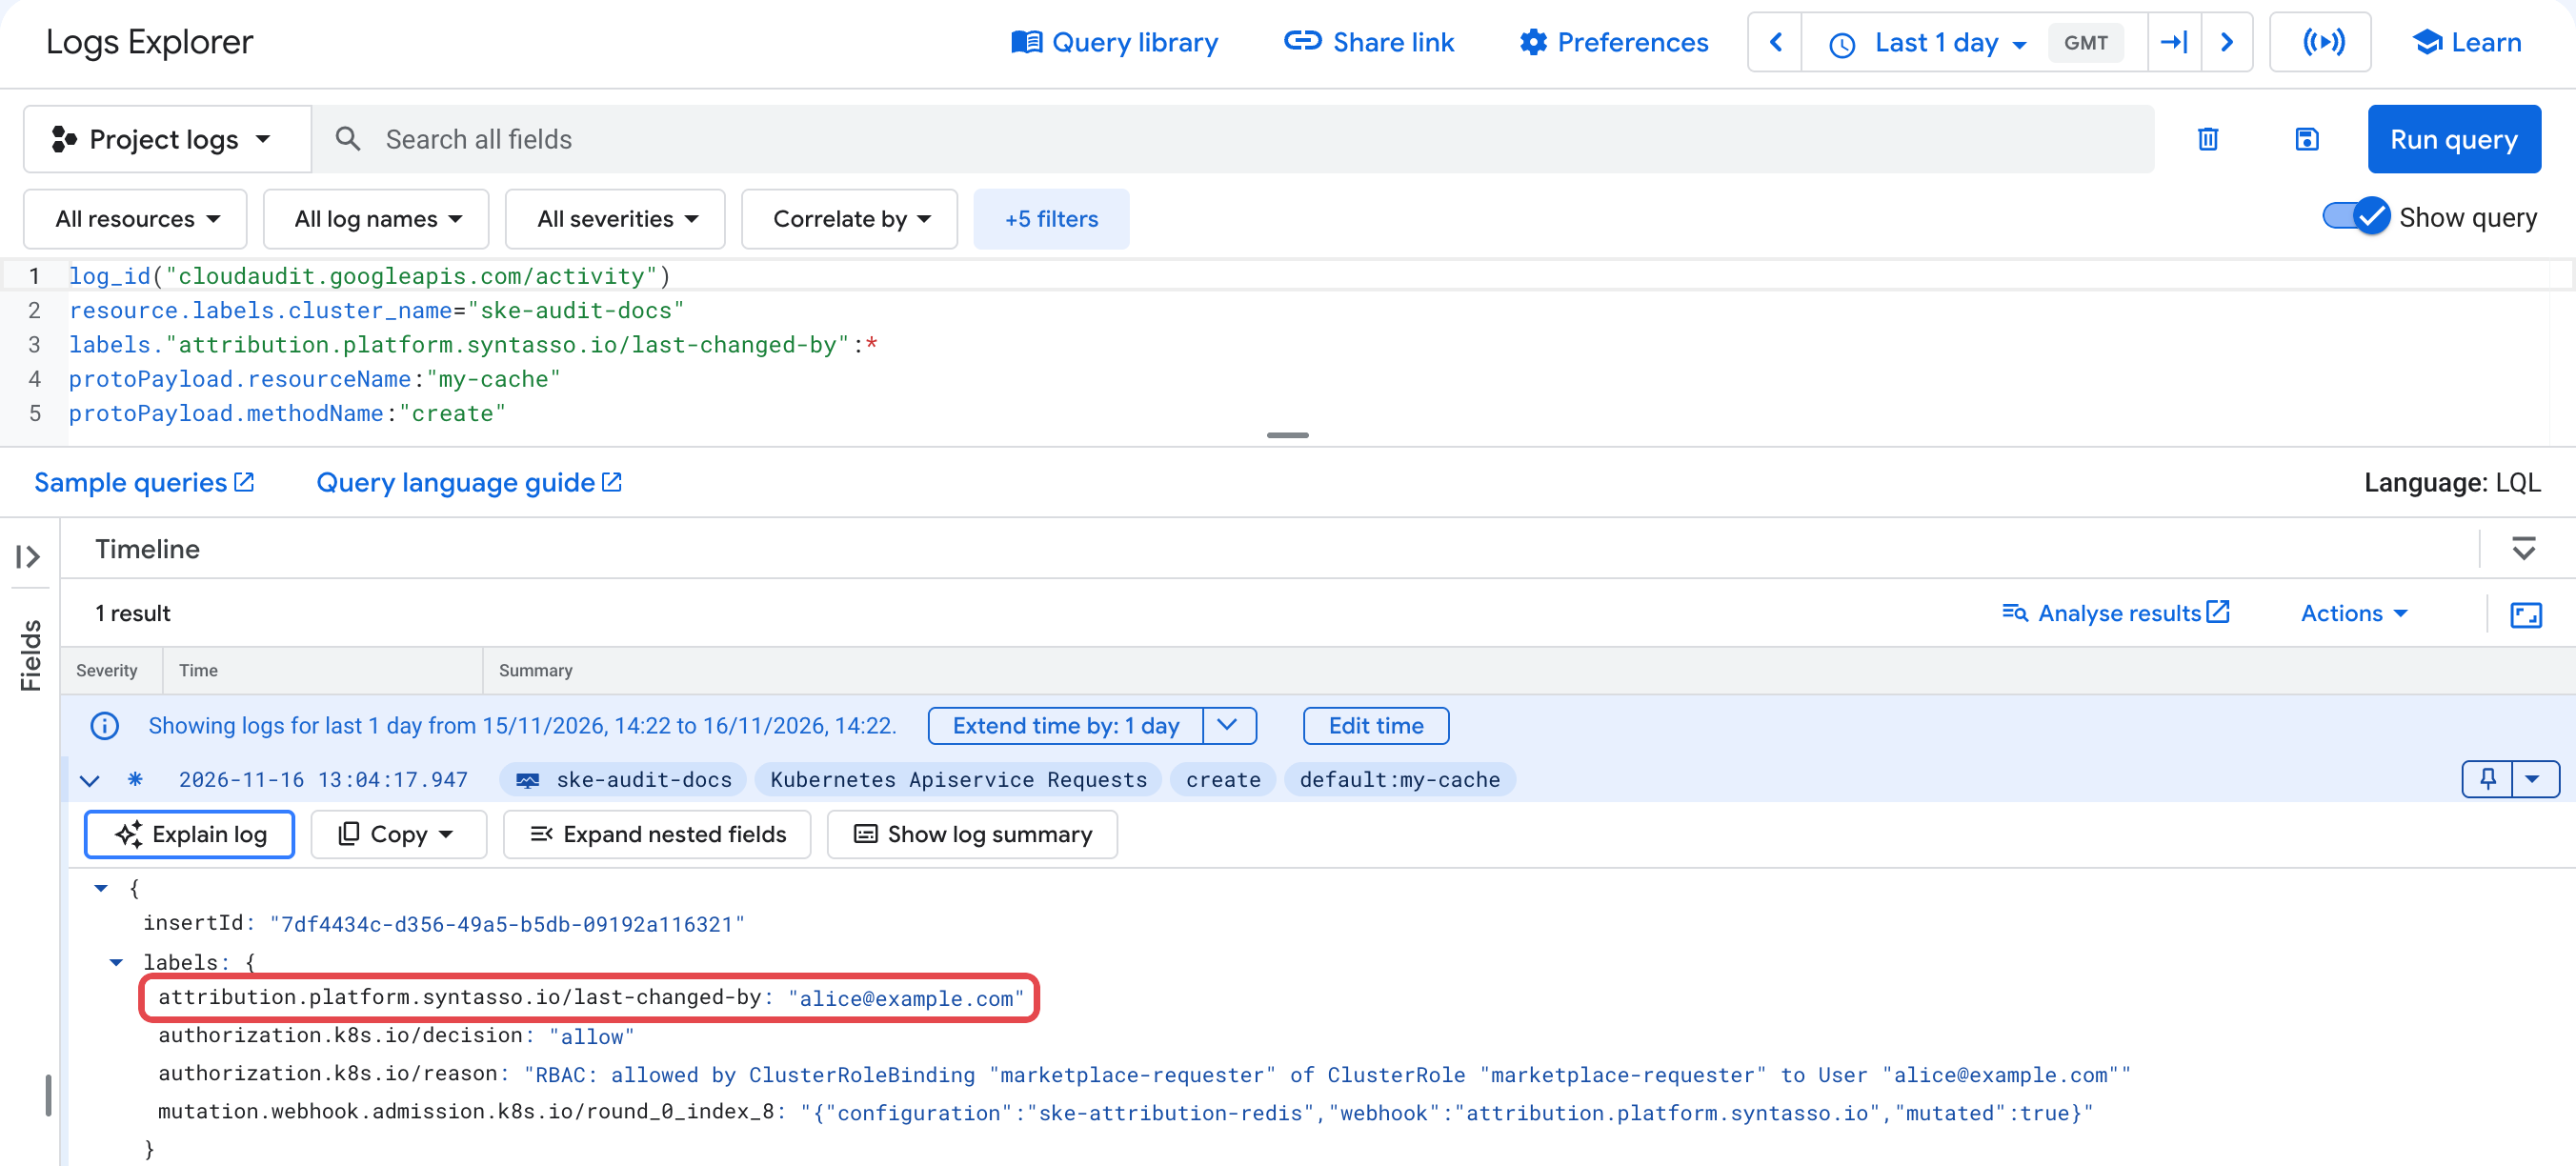 Logs Explorer
Query library
Share link
Preferences
Last 1 day
GMT
Learn
Project logs
Search all fields
Run query
All resources
All log names
All severities
Correlate by
+5 filters
Show query
1 log_id("cloudaudit.googleapis.com/activity")
2 resource.labels.cluster_name="ske-audit-docs"
3 labels."attribution.platform.syntasso.io/last-changed-by":*
4 protoPayload.resourceName:"my-cache"
5 protoPayload.methodName:"create"
Sample queries
Query language guide
Language: LQL
Fields
Timeline
1 result
Analyse results
Actions
Severity
Time
Summary
Showing logs for last 1 day from 15/11/2026, 14:22 to 16/11/2026, 14:22.
Extend time by: 1 day
Edit time
2026-11-16 13:04:17.947
ske-audit-docs
Kubernetes Apiservice Requests
create
default:my-cache
Explain log
Copy
Expand nested fields
Show log summary
{
insertId: "7df4434c-d356-49a5-b5db-09192a116321"
labels: {
attribution.platform.syntasso.io/last-changed-by: "alice@example.com"
authorization.k8s.io/decision: "allow"
authorization.k8s.io/reason: "RBAC: allowed by ClusterRoleBinding "marketplace-requester" of ClusterRole "marketplace-requester" to User "alice@example.com""
mutation.webhook.admission.k8s.io/round_0_index_8: "{"configuration":"ske-attribution-redis","webhook":"attribution.platform.syntasso.io","mutated":true}"
}